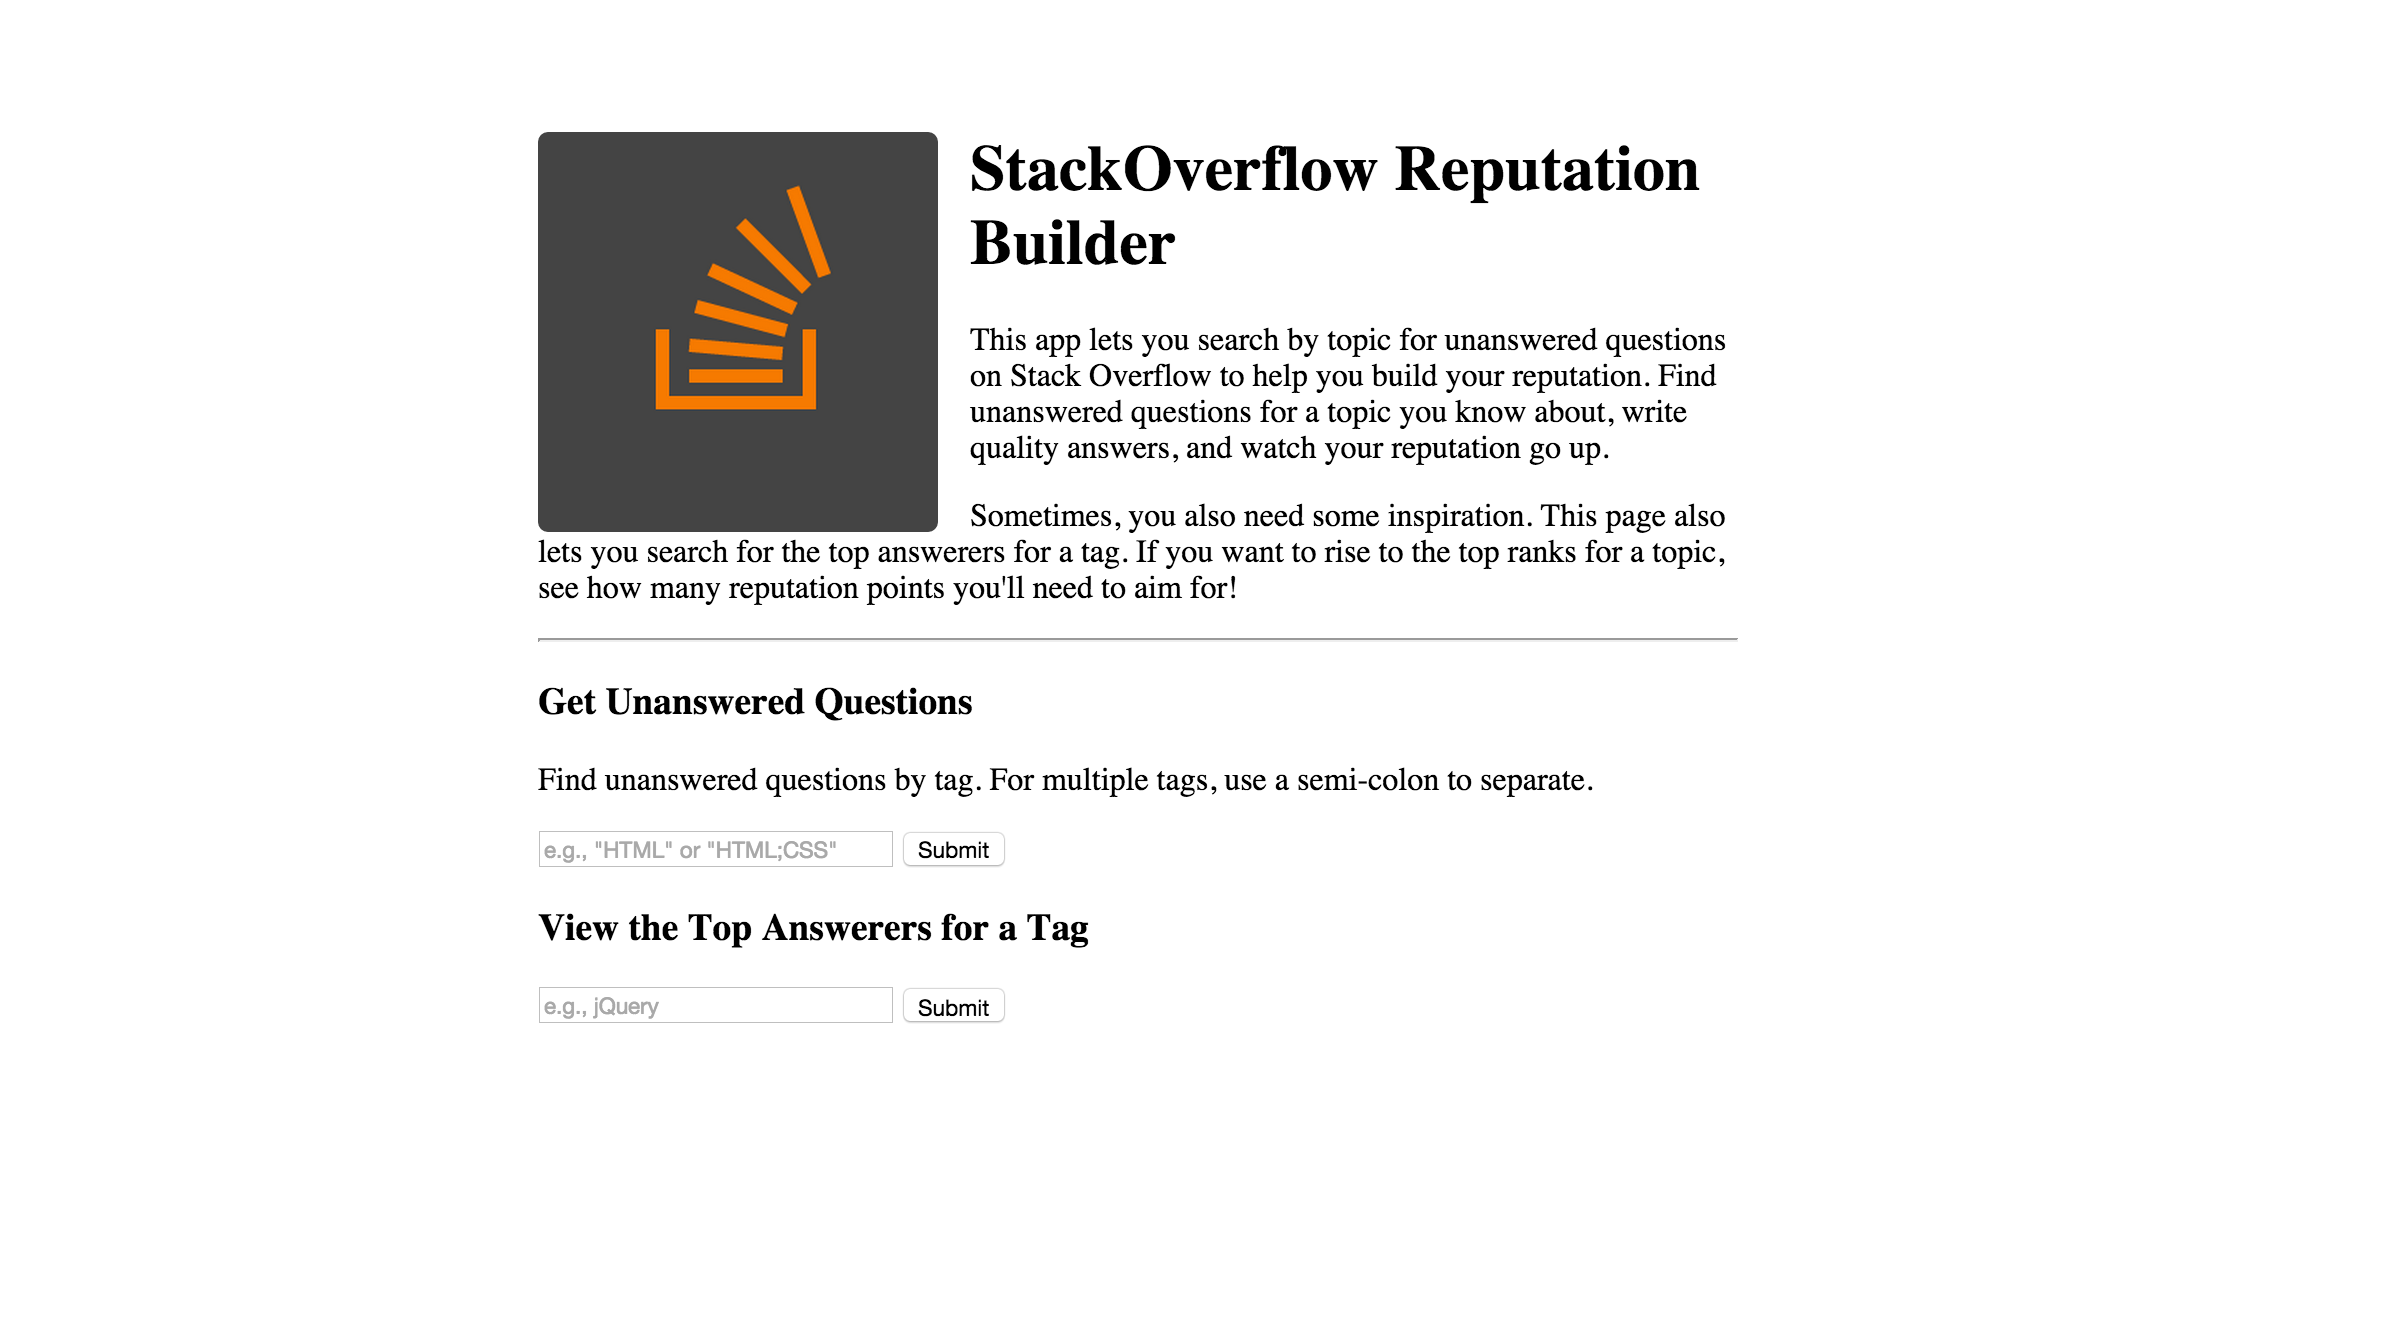 StackOverflow Reputation
Builder
This app lets you search by topic for unanswered questions
on Stack Overflow to help you build your reputation. Find
unanswered questions for a topic you know about, write
quality answers, and watch your reputation go up.
Sometimes, you also need some inspiration. This page also
lets you search for the top answerers for a tag. If you want to rise to the top ranks for a topic,
see how many reputation points you'll need to aim for!
Get Unanswered Questions
Find unanswered questions by tag. For multiple tags, use a semi-colon to separate.
e.g., "HTML" or "HTML;CSS" Submit
View the Top Answerers for a Tag
e.g., jQuery Submit